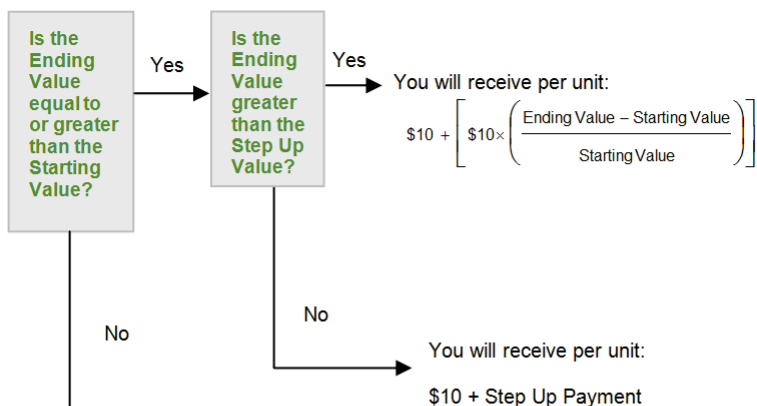 Is the
Ending
Value
equal to
or greater
than the
Starting
Value?
Yes
Is the
Ending
Value
greater
than the
Step Up
Value?
Yes
You will receive per unit:
$10 + [ $10× ( Ending Value – Starting Value
Starting Value ) ]
No
No
You will receive per unit:
$10 + Step Up Payment